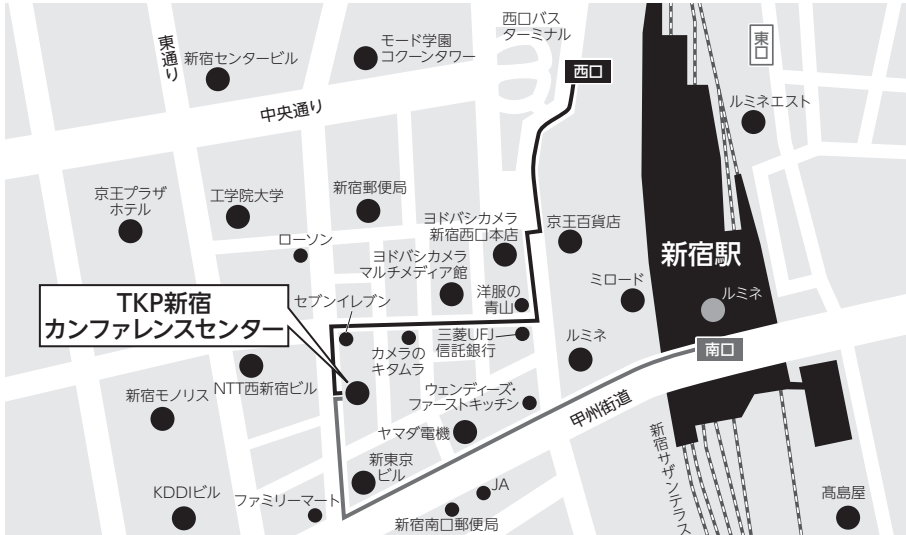 東通り
新宿センタービル
モード学園
コクーンタワー
西口バス
ターミナル
西口
東口
ルミネエスト
中央通り
京王プラザ
ホテル
工学院大学
新宿郵便局
ローソン
ヨドバシカメラ
新宿西口本店
京王百貨店
ヨドバシカメラ
マルチメディア館
新宿駅
ミロード
ルミネ
TKP新宿
カンファレンスセンター
セブンイレブン
洋服の
青山
カメラの
キタムラ
三菱UFJ
信託銀行
ルミネ
南口
NTT西新宿ビル
新宿モノリス
ウェンディーズ・
ファーストキッチン
甲州街道
ヤマダ電機
新東京
ビル
新宿サザンテラス
KDDIビル
ファミリーマート
JA
新宿南口郵便局
髙島屋